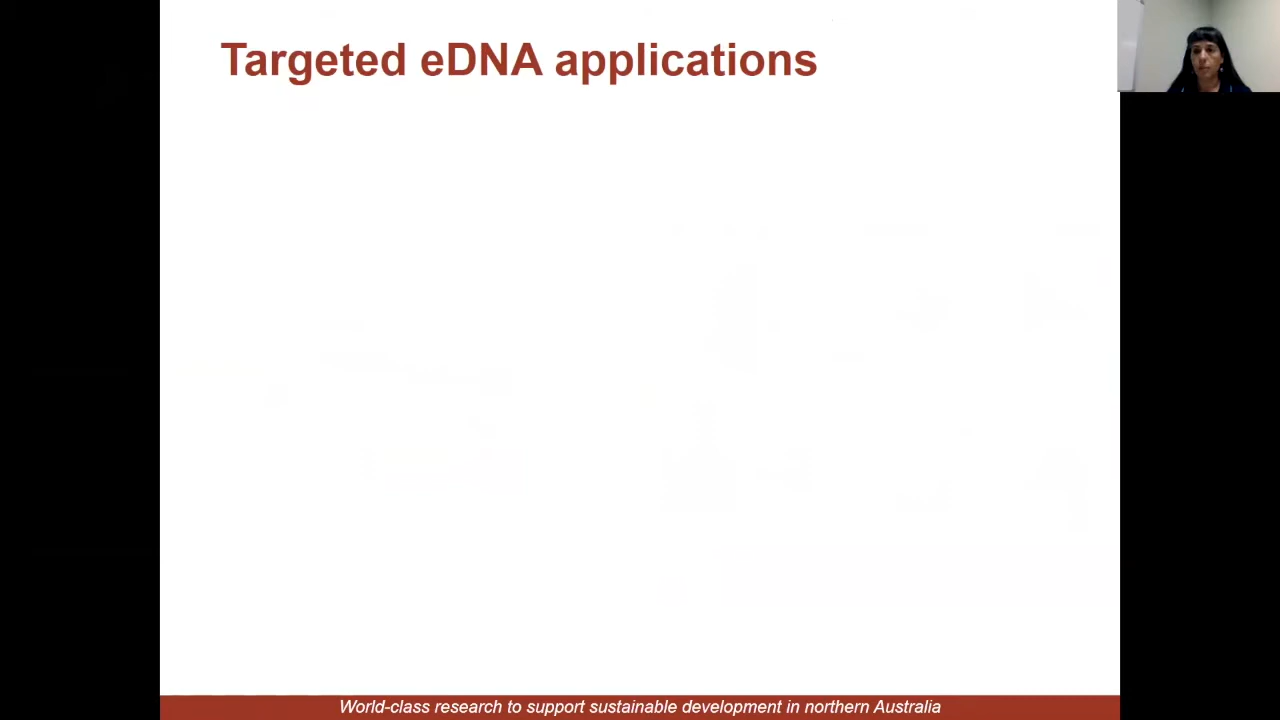 Targeted eDNA applications
World-class research to support sustainable development in northern Australia